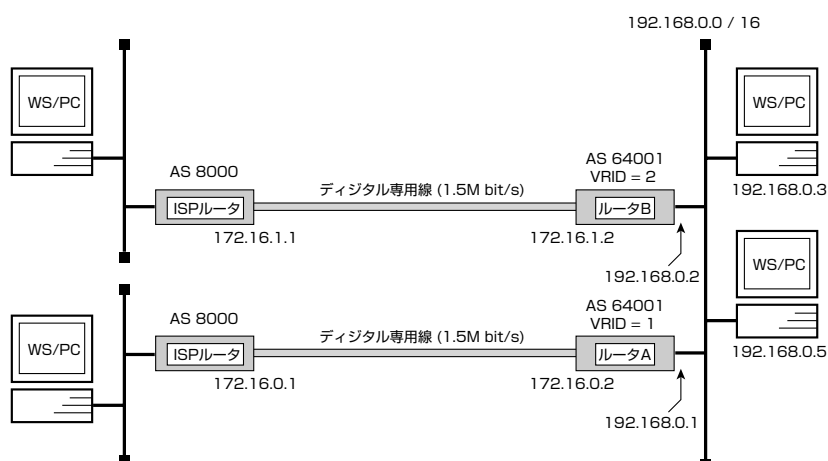 192.168.0.0 / 16
WS/PC
WS/PC
AS 8000
AS 64001
VRID = 2
ディジタル専用線 (1.5M bit/s)
ISPルータ
ルータB
192.168.0.3
172.16.1.1
172.16.1.2
192.168.0.2
WS/PC
AS 8000
AS 64001
VRID = 1
ディジタル専用線 (1.5M bit/s)
WS/PC
ISPルータ
ルータA
192.168.0.5
172.16.0.1
172.16.0.2
192.168.0.1